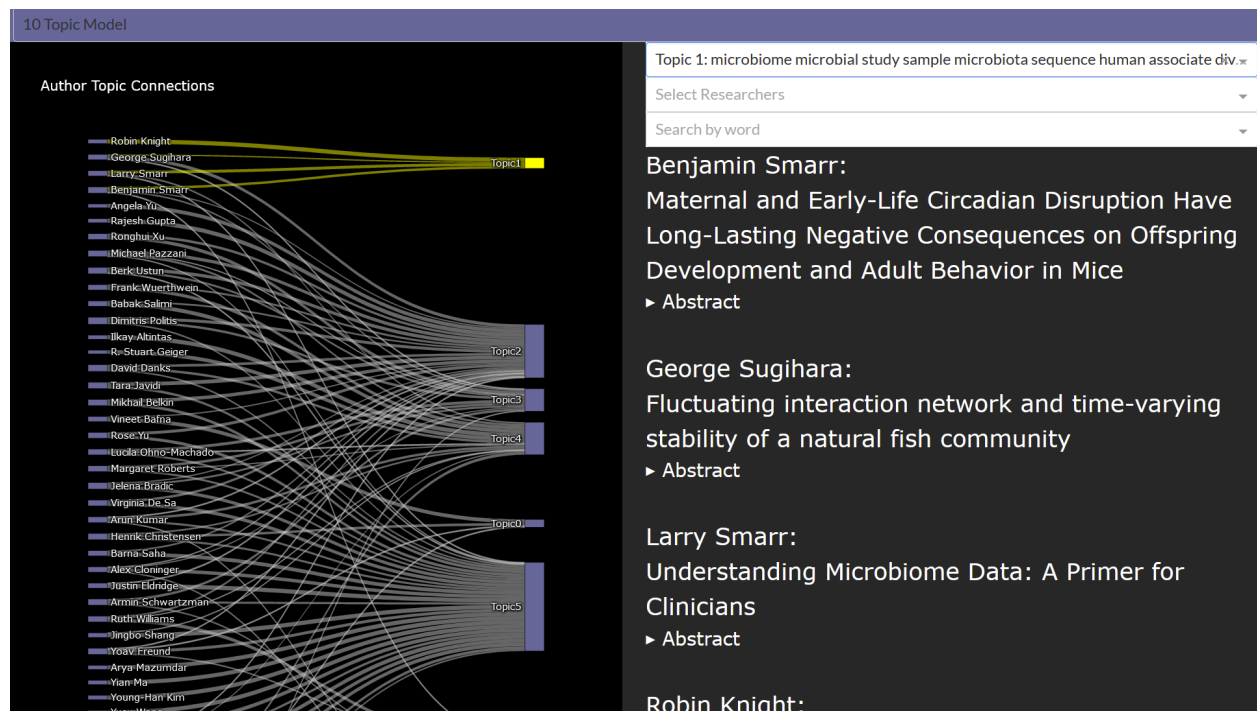 10 Topic Model
Author Topic Connections
Robin Knight
George Sugihara
Larry Smarr
Benjamin Smarr
Angela Yu
Rajesh Gupta
Ronghui Xu
Michael Pazzani
Berk Ustun
Frank Wuerthwein
Babak Salimi
Dimitris Politis
Ilkay Altintas
R. Stuart Geiger
David Danks
Tara Javidi
Mikhail Belkin
Vineet Bafna
Rose Yu
Lucila Ohno-Machado
Margaret Roberts
Jelena Bradic
Virginia De Sa
Arun Kumar
Henrik Christensen
Barna Saha
Alex Cloninger
Justin Eldridge
Armin Schwartzman
Ruth Williams
Jingbo Shang
Yoav Freund
Arya Mazumdar
Yian Ma
Young-Han Kim
Topic1
Topic2
Topic3
Topic4
Topic0
Topic5
Topic 1: microbiome microbial study sample microbiota sequence human associate div...
Select Researchers
Search by word
Benjamin Smarr:
Maternal and Early-Life Circadian Disruption Have
Long-Lasting Negative Consequences on Offspring
Development and Adult Behavior in Mice
▸ Abstract
George Sugihara:
Fluctuating interaction network and time-varying
stability of a natural fish community
▸ Abstract
Larry Smarr:
Understanding Microbiome Data: A Primer for
Clinicians
▸ Abstract
Robin Knight: